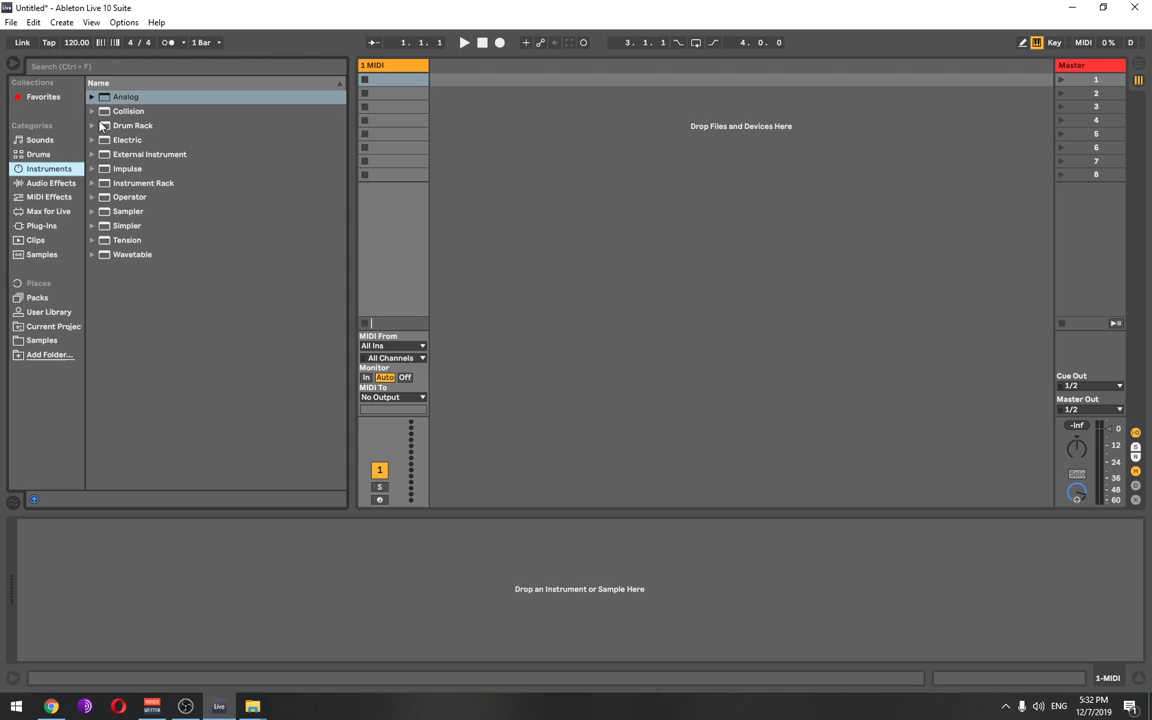 Live Untitled* - Ableton Live 10 Suite
File Edit Create View Options Help
Link Tap 120.00 4 / 4 1 Bar 1. 1. 1 3. 1. 1 4. 0. 0 Key MIDI 0% D
Search (Ctrl + F)
Collections
Favorites
Categories
Sounds
Drums
Instruments
Audio Effects
MIDI Effects
Max for Live
Plug-Ins
Clips
Samples
Places
Packs
User Library
Current Projec
Samples
Add Folder...
Name
Analog
Collision
Drum Rack
Electric
External Instrument
Impulse
Instrument Rack
Operator
Sampler
Simpler
Tension
Wavetable
1 MIDI
MIDI From
All Ins
All Channels
Monitor
In Auto Off
MIDI To
No Output
1
S
Drop Files and Devices Here
Master
1
2
3
4
5
6
7
8
Cue Out
1/2
Master Out
1/2
-Inf
0
12
24
36
48
60
Solo
I·O
S
R
M
D
X
Drop an Instrument or Sample Here
1-MIDI
VOICEMEETER
Live
ENG
5:32 PM
12/7/2019
1